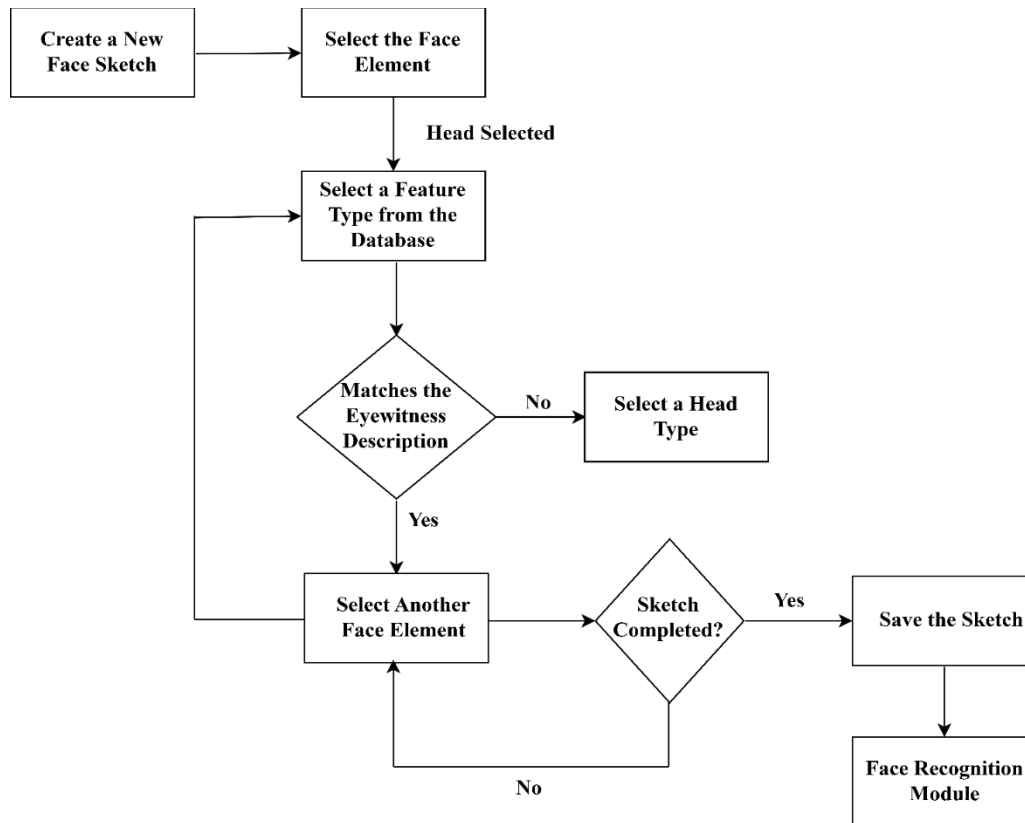 Create a New
Face Sketch
Select the Face
Element
Head Selected
Select a Feature
Type from the
Database
Matches the
Eyewitness
Description
No
Select a Head
Type
Yes
Select Another
Face Element
Sketch
Completed?
Yes
Save the Sketch
No
Face Recognition
Module